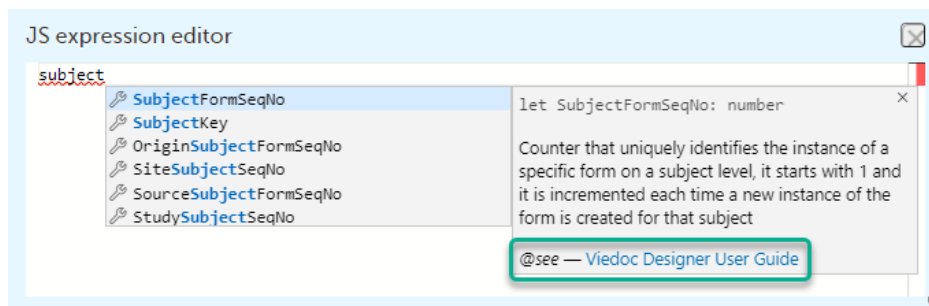 JS expression editor
subject
SubjectFormSeqNo
SubjectKey
OriginSubjectFormSeqNo
SiteSubjectSeqNo
SourceSubjectFormSeqNo
StudySubjectSeqNo
let SubjectFormSeqNo: number
Counter that uniquely identifies the instance of a
specific form on a subject level, it starts with 1 and
it is incremented each time a new instance of the
form is created for that subject
@see — Viedoc Designer User Guide